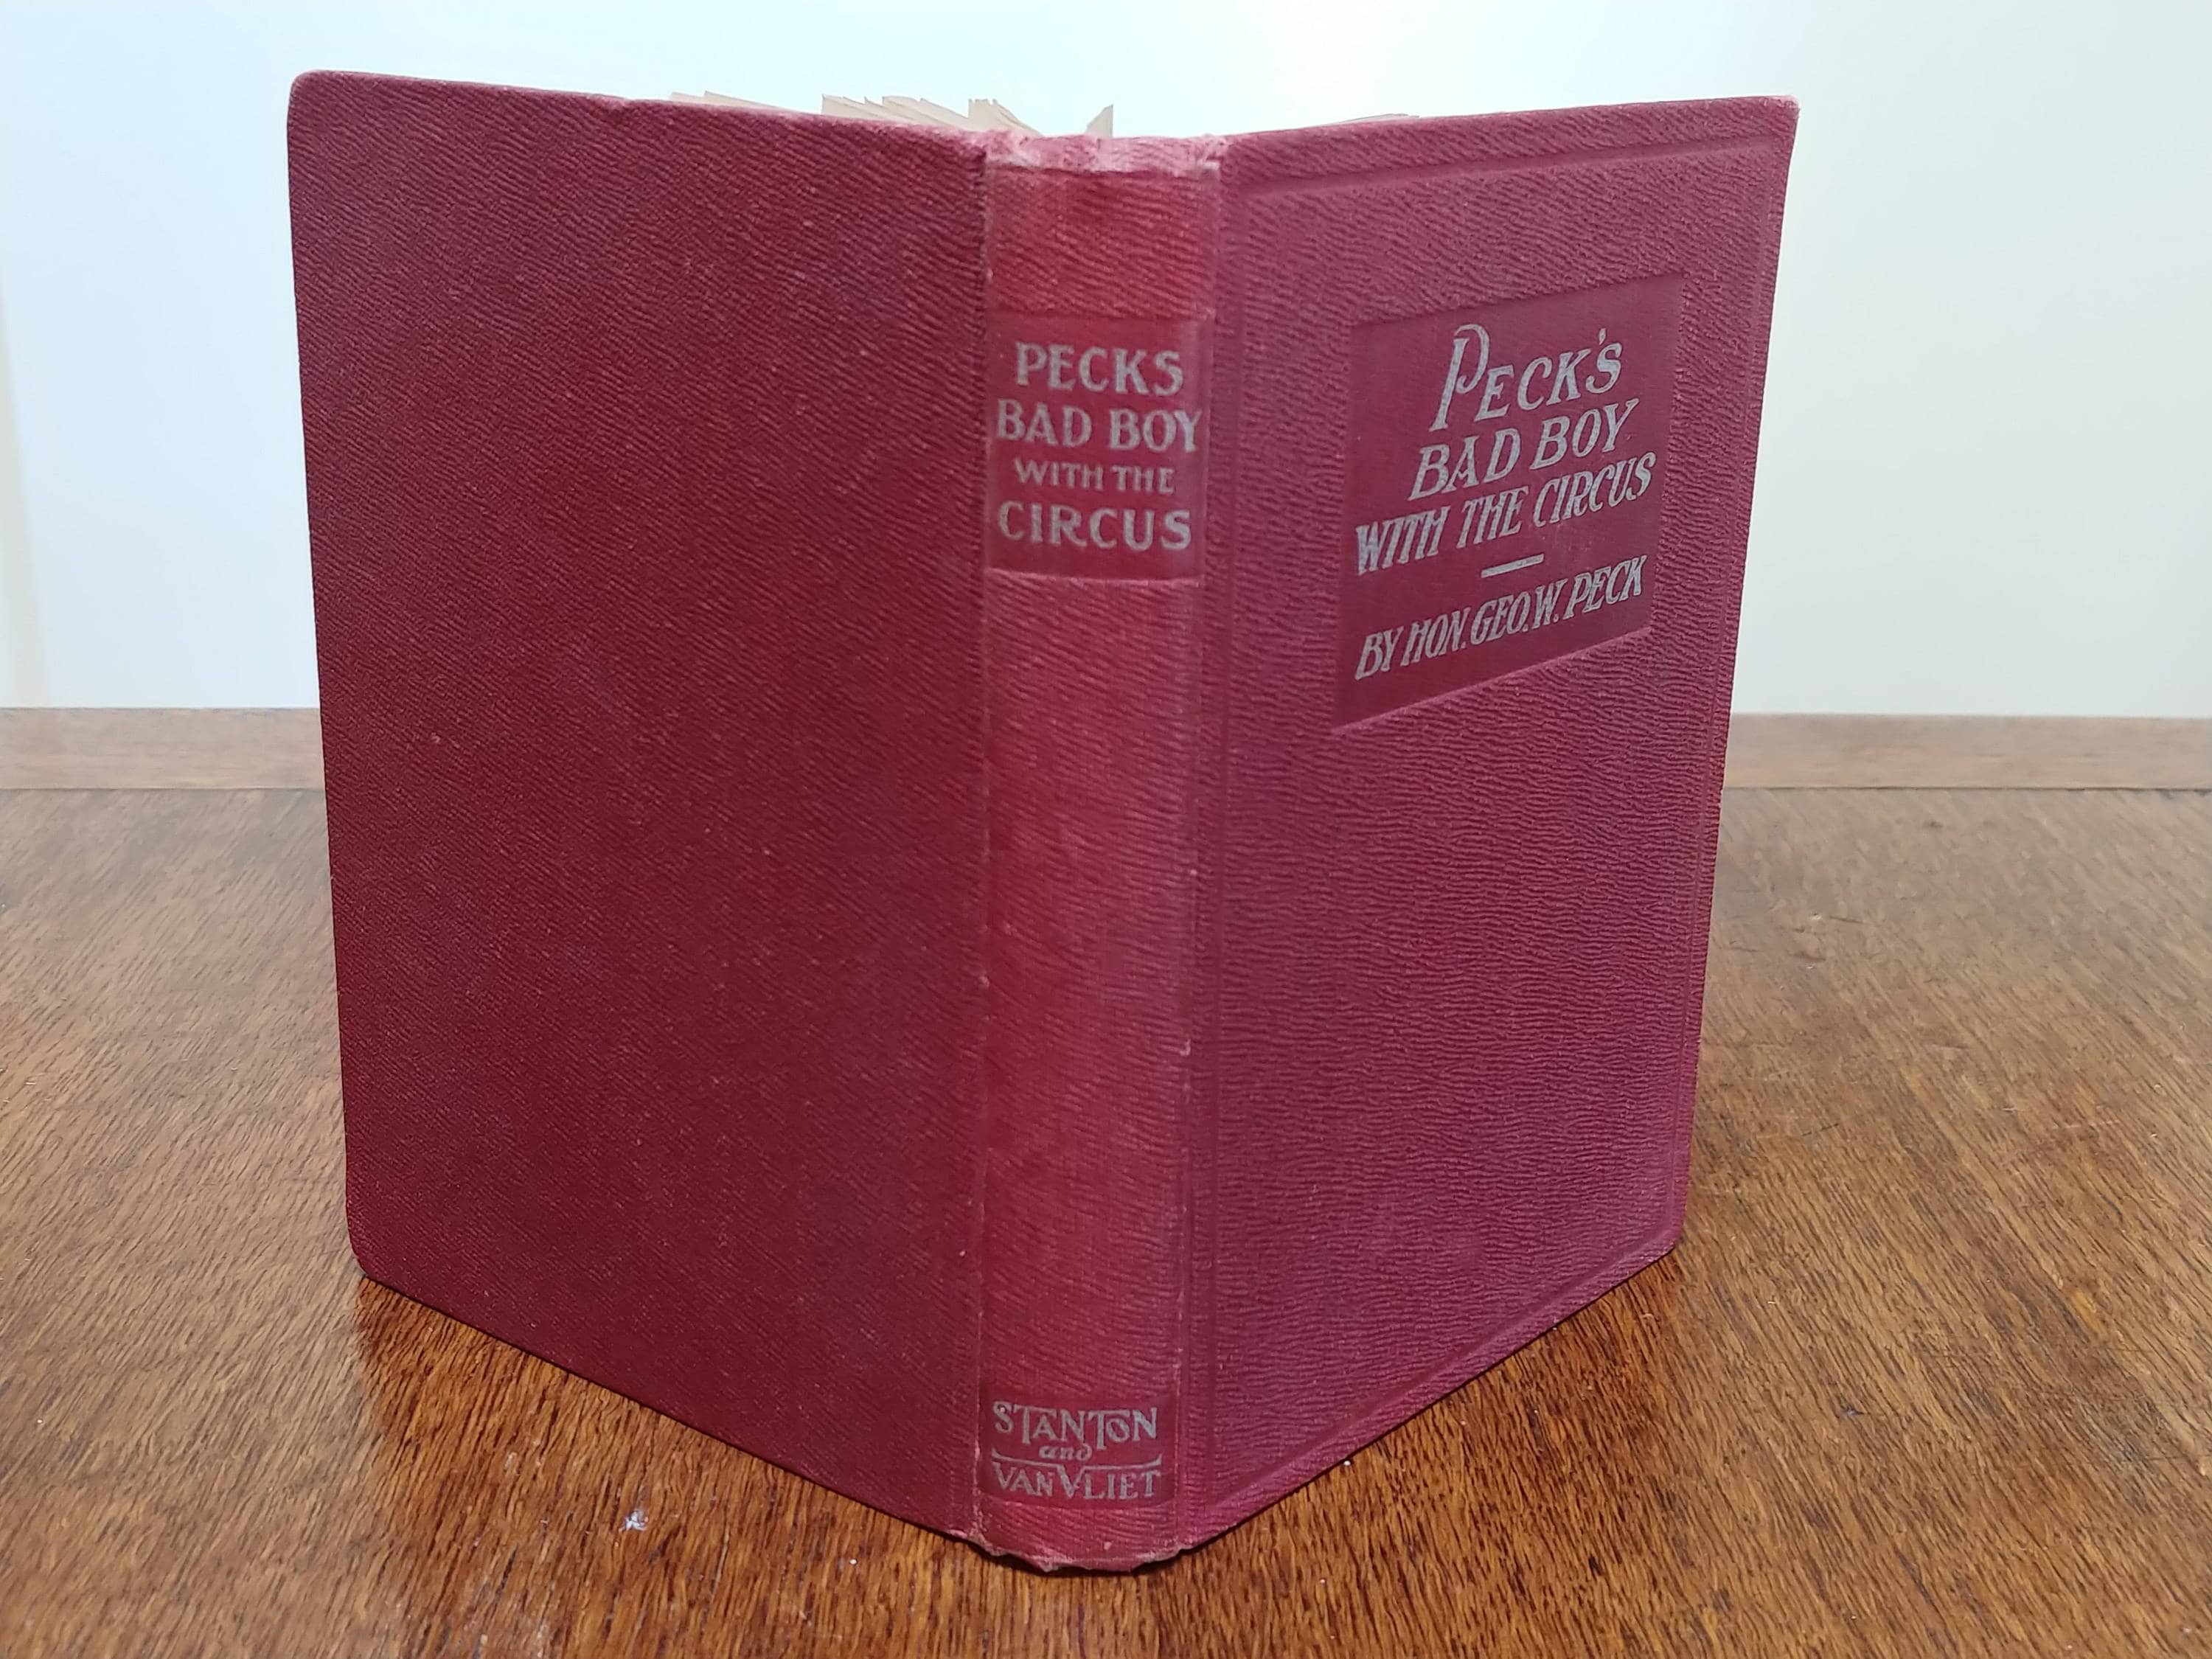 PECKS
BAD BOY
WITH THE
CIRCUS
STANTON
and
VAN VLIET
PECK'S
BAD BOY
WITH THE CIRCUS
BY HON. GEO. W. PECK